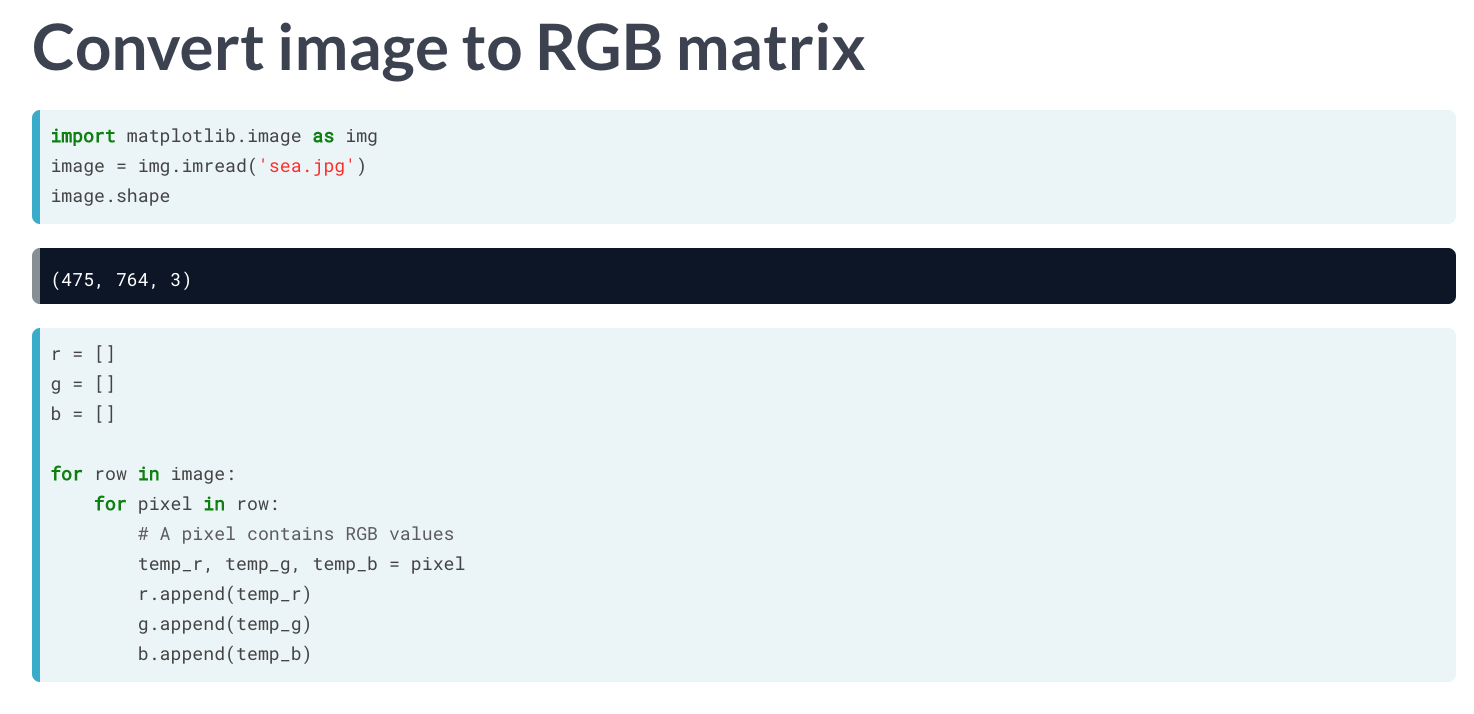 Convert image to RGB matrix
import matplotlib.image as img
image = img.imread('sea.jpg')
image.shape
(475, 764, 3)
r = []
g = []
b = []
for row in image:
    for pixel in row:
        # A pixel contains RGB values
        temp_r, temp_g, temp_b = pixel
        r.append(temp_r)
        g.append(temp_g)
        b.append(temp_b)